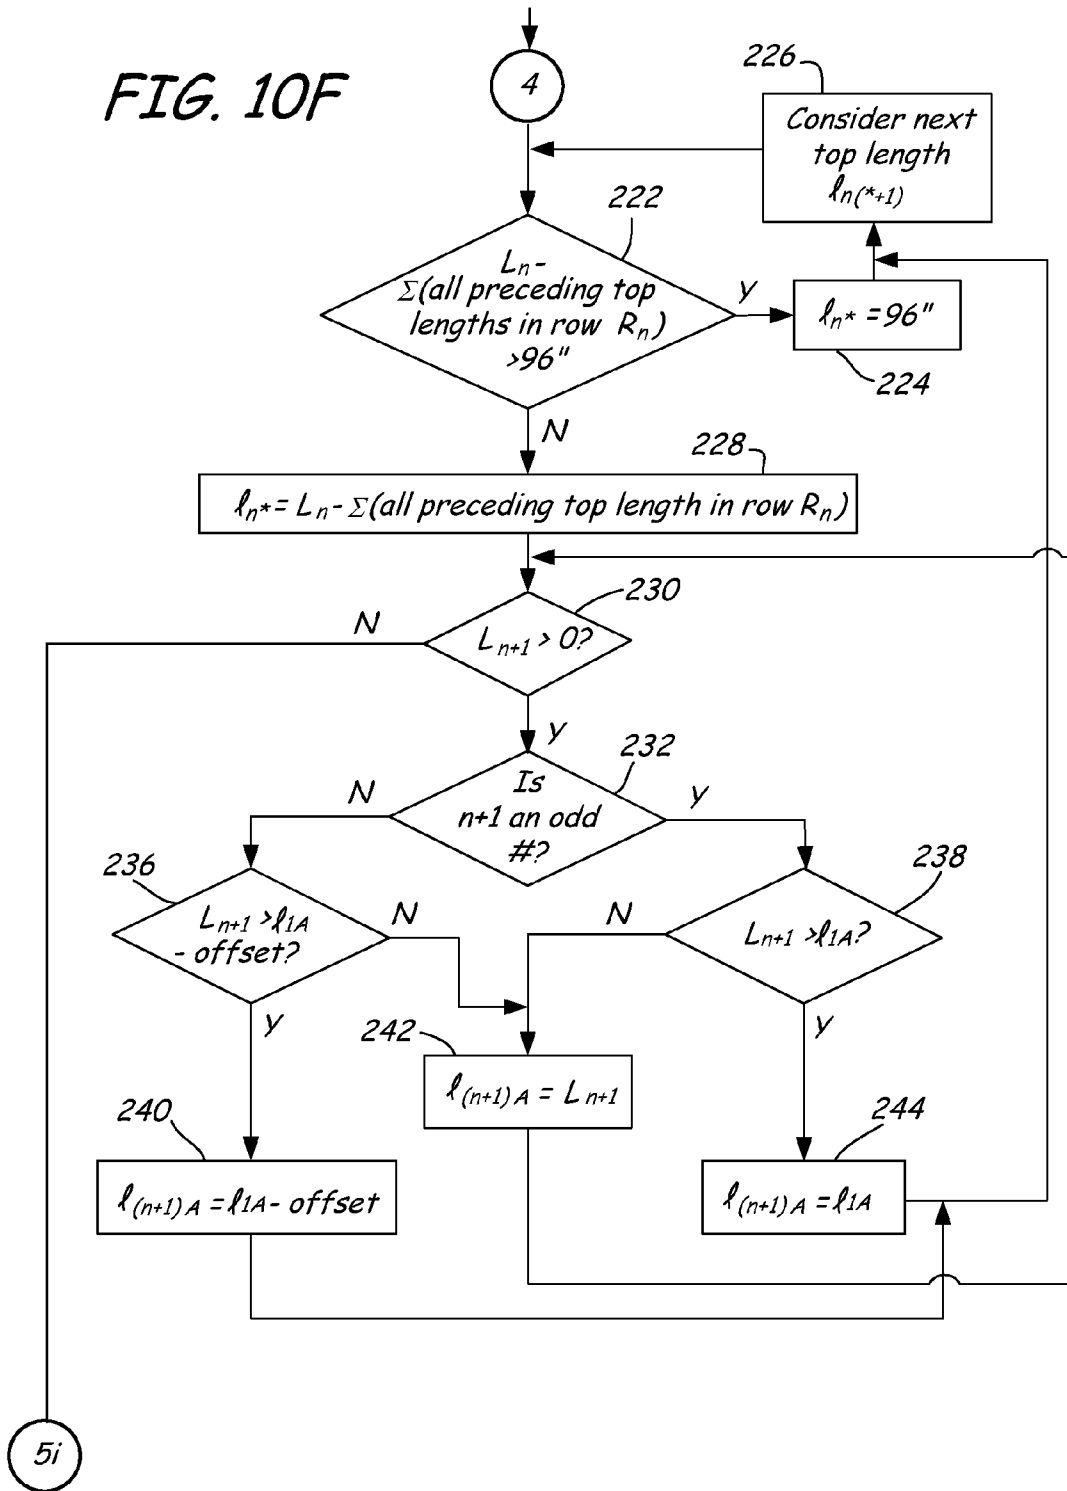 FIG. 10F
4
226
Consider next
top length
ℓn(*+1)
222
Ln-
Σ(all preceding top
lengths in row Rn)
>96"
Y
ℓn* = 96"
224
N
228
ℓn* = Ln - Σ(all preceding top length in row Rn)
230
N
Ln+1 > 0?
Y
232
N
Is
n+1 an odd
#?
Y
236
Ln+1 > ℓ1A
- offset?
N
Y
238
N
Ln+1 > ℓ1A?
Y
242
ℓ(n+1)A = Ln+1
240
ℓ(n+1)A = ℓ1A - offset
244
ℓ(n+1)A = ℓ1A
5i